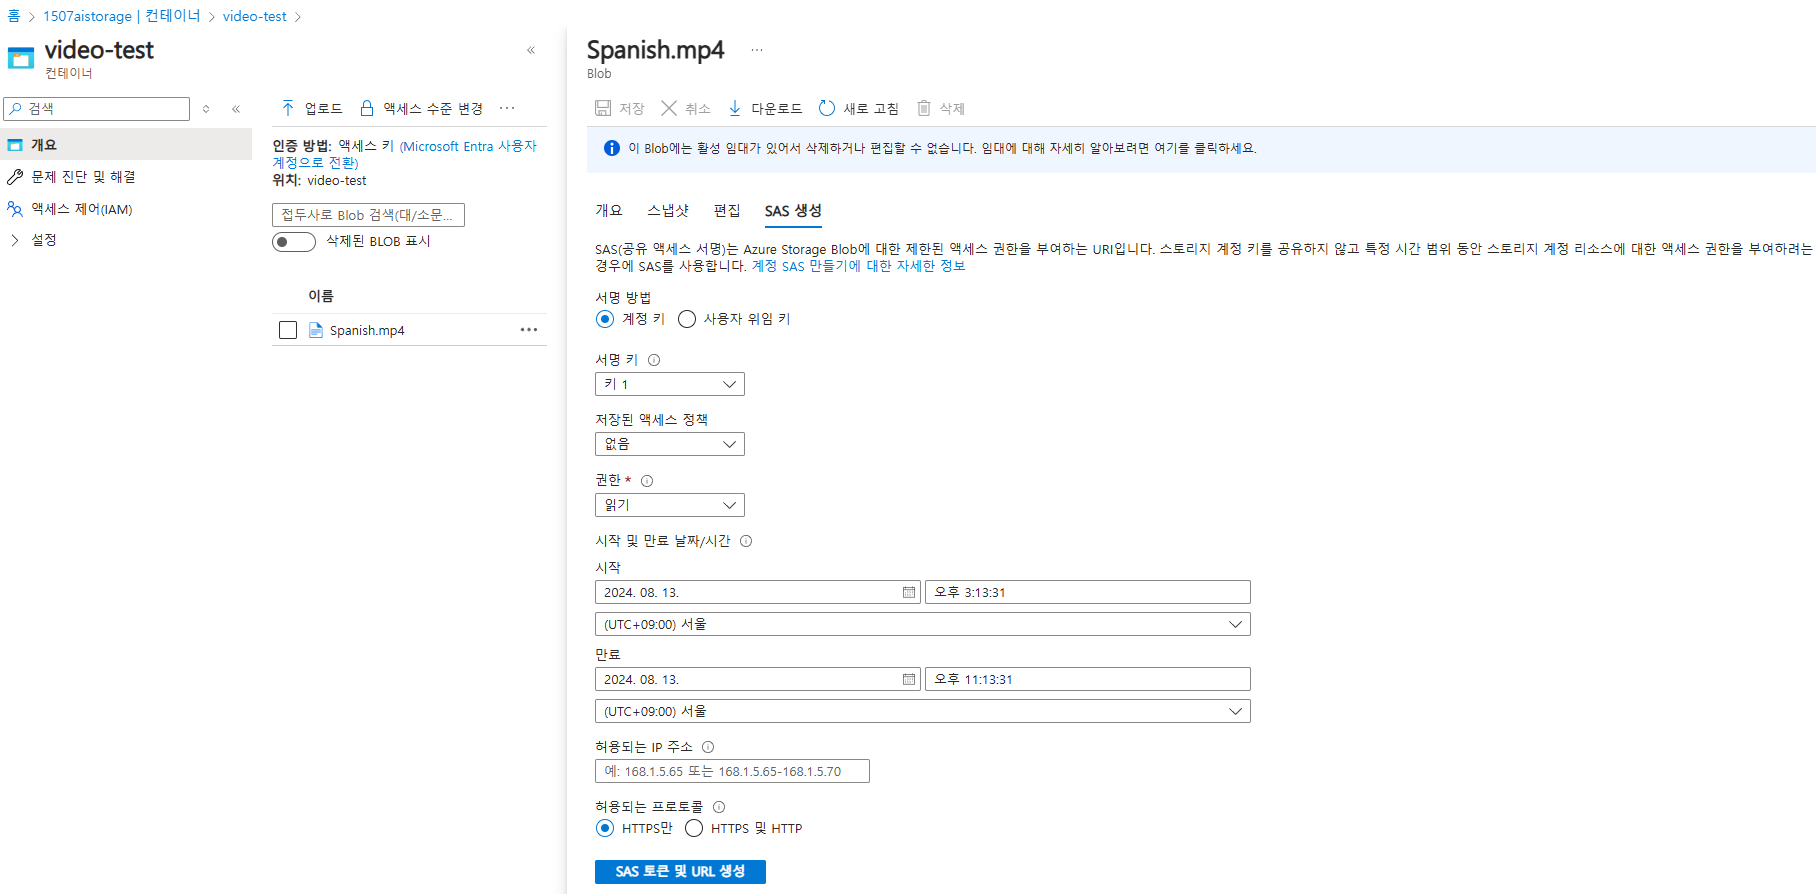 홈 > 1507aistorage | 컨테이너 > video-test >
video-test
컨테이너
검색
개요
문제 진단 및 해결
액세스 제어(IAM)
설정
업로드 액세스 수준 변경 ···
인증 방법: 액세스 키 (Microsoft Entra 사용자
계정으로 전환)
위치: video-test
접두사로 Blob 검색(대/소문...
삭제된 BLOB 표시
이름
Spanish.mp4
Spanish.mp4 ···
Blob
저장 취소 다운로드 새로 고침 삭제
이 Blob에는 활성 임대가 있어서 삭제하거나 편집할 수 없습니다. 임대에 대해 자세히 알아보려면 여기를 클릭하세요.
개요 스냅샷 편집 SAS 생성
SAS(공유 액세스 서명)는 Azure Storage Blob에 대한 제한된 액세스 권한을 부여하는 URI입니다. 스토리지 계정 키를 공유하지 않고 특정 시간 범위 동안 스토리지 계정 리소스에 대한 액세스 권한을 부여하려는
경우에 SAS를 사용합니다. 계정 SAS 만들기에 대한 자세한 정보
서명 방법
계정 키 사용자 위임 키
서명 키
키 1
저장된 액세스 정책
없음
권한 *
읽기
시작 및 만료 날짜/시간
시작
2024. 08. 13. 오후 3:13:31
(UTC+09:00) 서울
만료
2024. 08. 13. 오후 11:13:31
(UTC+09:00) 서울
허용되는 IP 주소
예: 168.1.5.65 또는 168.1.5.65-168.1.5.70
허용되는 프로토콜
HTTPS만 HTTPS 및 HTTP
SAS 토큰 및 URL 생성